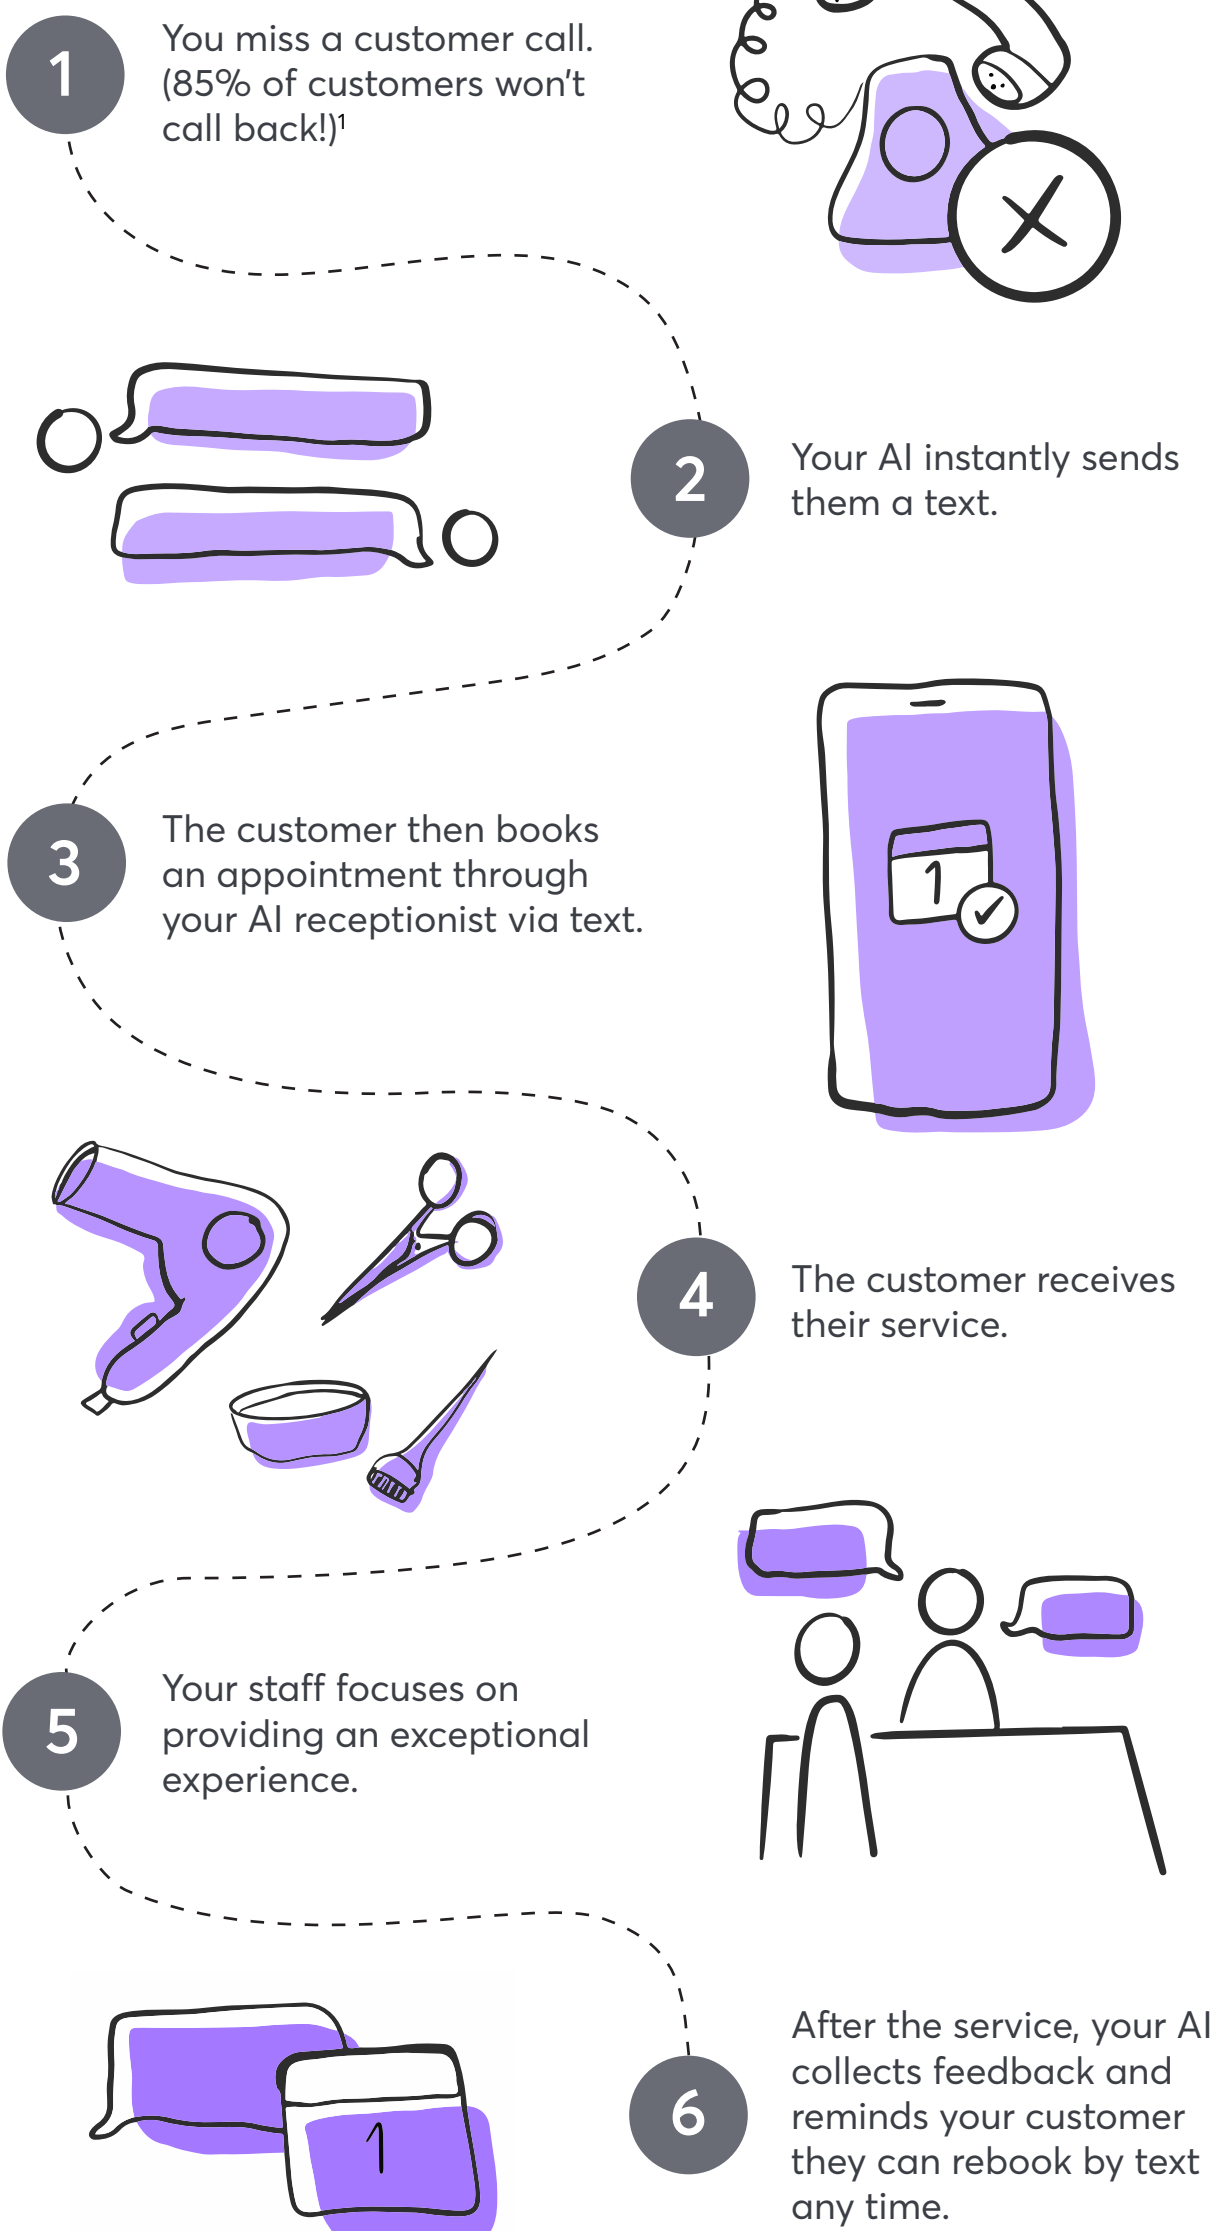 1
You miss a customer call.
(85% of customers won't
call back!)¹
2
Your AI instantly sends
them a text.
3
The customer then books
an appointment through
your AI receptionist via text.
1
4
The customer receives
their service.
5
Your staff focuses on
providing an exceptional
experience.
6
After the service, your AI
collects feedback and
reminds your customer
they can rebook by text
any time.
1